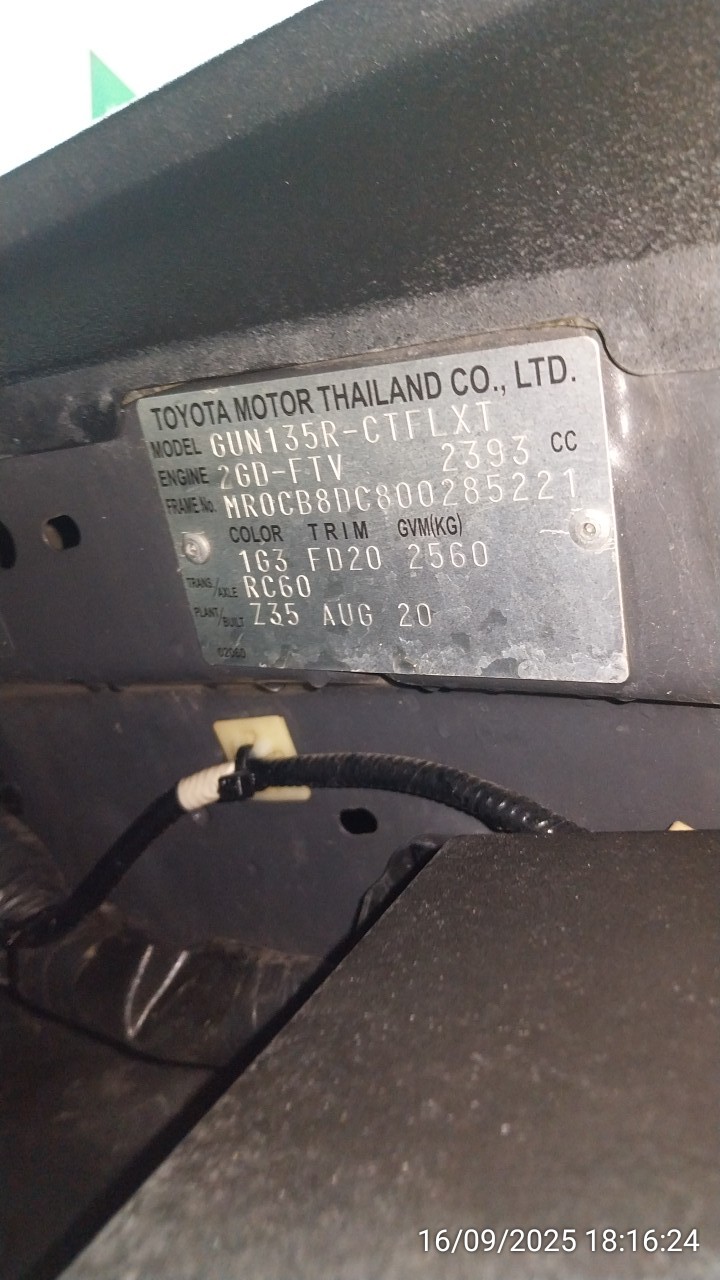 TOYOTA MOTOR THAILAND CO., LTD.
MODEL GUN135R-CTFLXT
ENGINE 2GD-FTV 2393 CC
FRAME No. MR0CB8DC800285221
COLOR TRIM GVM(KG)
1G3 FD20 2560
TRANS./AXLE RC60
PLANT/BUILT Z35 AUG 20
02060
16/09/2025 18:16:24